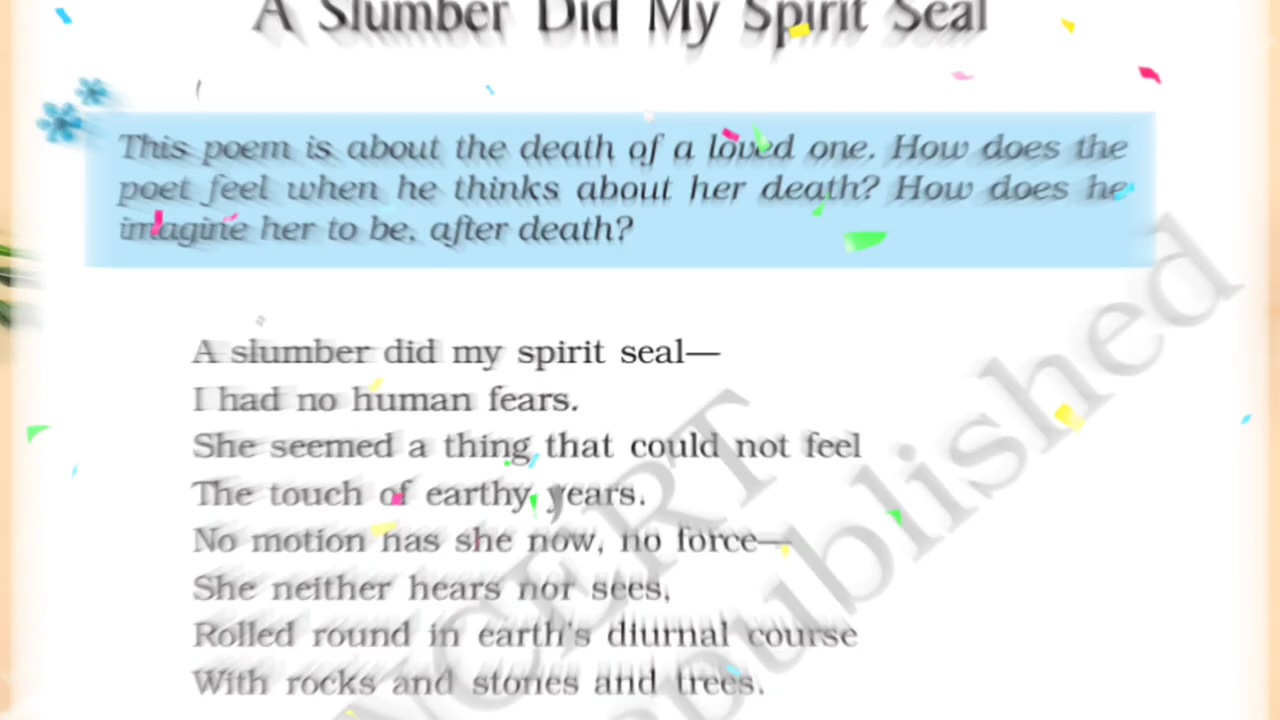 A Slumber Did My Spirit Seal
This poem is about the death of a loved one. How does the
poet feel when he thinks about her death? How does he
imagine her to be, after death?
A slumber did my spirit seal—
I had no human fears.
She seemed a thing that could not feel
The touch of earthy years.
No motion has she now, no force—
She neither hears nor sees,
Rolled round in earth's diurnal course
With rocks and stones and trees.
NCERT
republished